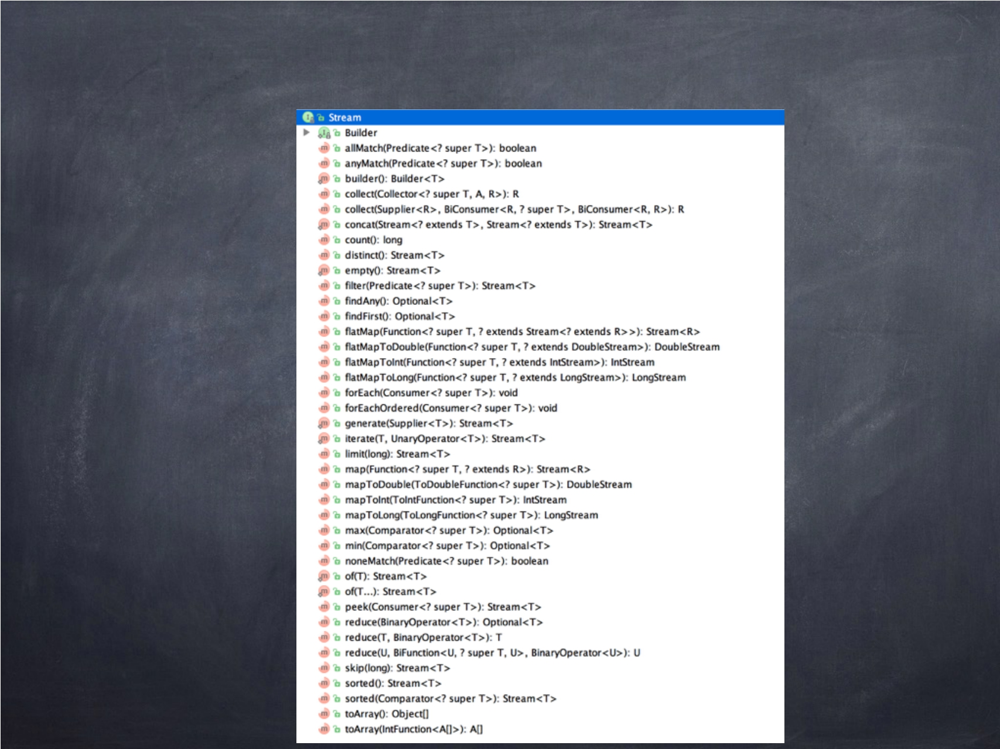 Stream
Builder
allMatch(Predicate<? super T>): boolean
anyMatch(Predicate<? super T>): boolean
builder(): Builder<T>
collect(Collector<? super T, A, R>): R
collect(Supplier<R>, BiConsumer<R, ? super T>, BiConsumer<R, R>): R
concat(Stream<? extends T>, Stream<? extends T>): Stream<T>
count(): long
distinct(): Stream<T>
empty(): Stream<T>
filter(Predicate<? super T>): Stream<T>
findAny(): Optional<T>
findFirst(): Optional<T>
flatMap(Function<? super T, ? extends Stream<? extends R>>): Stream<R>
flatMapToDouble(Function<? super T, ? extends DoubleStream>): DoubleStream
flatMapToInt(Function<? super T, ? extends IntStream>): IntStream
flatMapToLong(Function<? super T, ? extends LongStream>): LongStream
forEach(Consumer<? super T>): void
forEachOrdered(Consumer<? super T>): void
generate(Supplier<T>): Stream<T>
iterate(T, UnaryOperator<T>): Stream<T>
limit(long): Stream<T>
map(Function<? super T, ? extends R>): Stream<R>
mapToDouble(ToDoubleFunction<? super T>): DoubleStream
mapToInt(ToIntFunction<? super T>): IntStream
mapToLong(ToLongFunction<? super T>): LongStream
max(Comparator<? super T>): Optional<T>
min(Comparator<? super T>): Optional<T>
noneMatch(Predicate<? super T>): boolean
of(T): Stream<T>
of(T...): Stream<T>
peek(Consumer<? super T>): Stream<T>
reduce(BinaryOperator<T>): Optional<T>
reduce(T, BinaryOperator<T>): T
reduce(U, BiFunction<U, ? super T, U>, BinaryOperator<U>): U
skip(long): Stream<T>
sorted(): Stream<T>
sorted(Comparator<? super T>): Stream<T>
toArray(): Object[]
toArray(IntFunction<A[]>): A[]